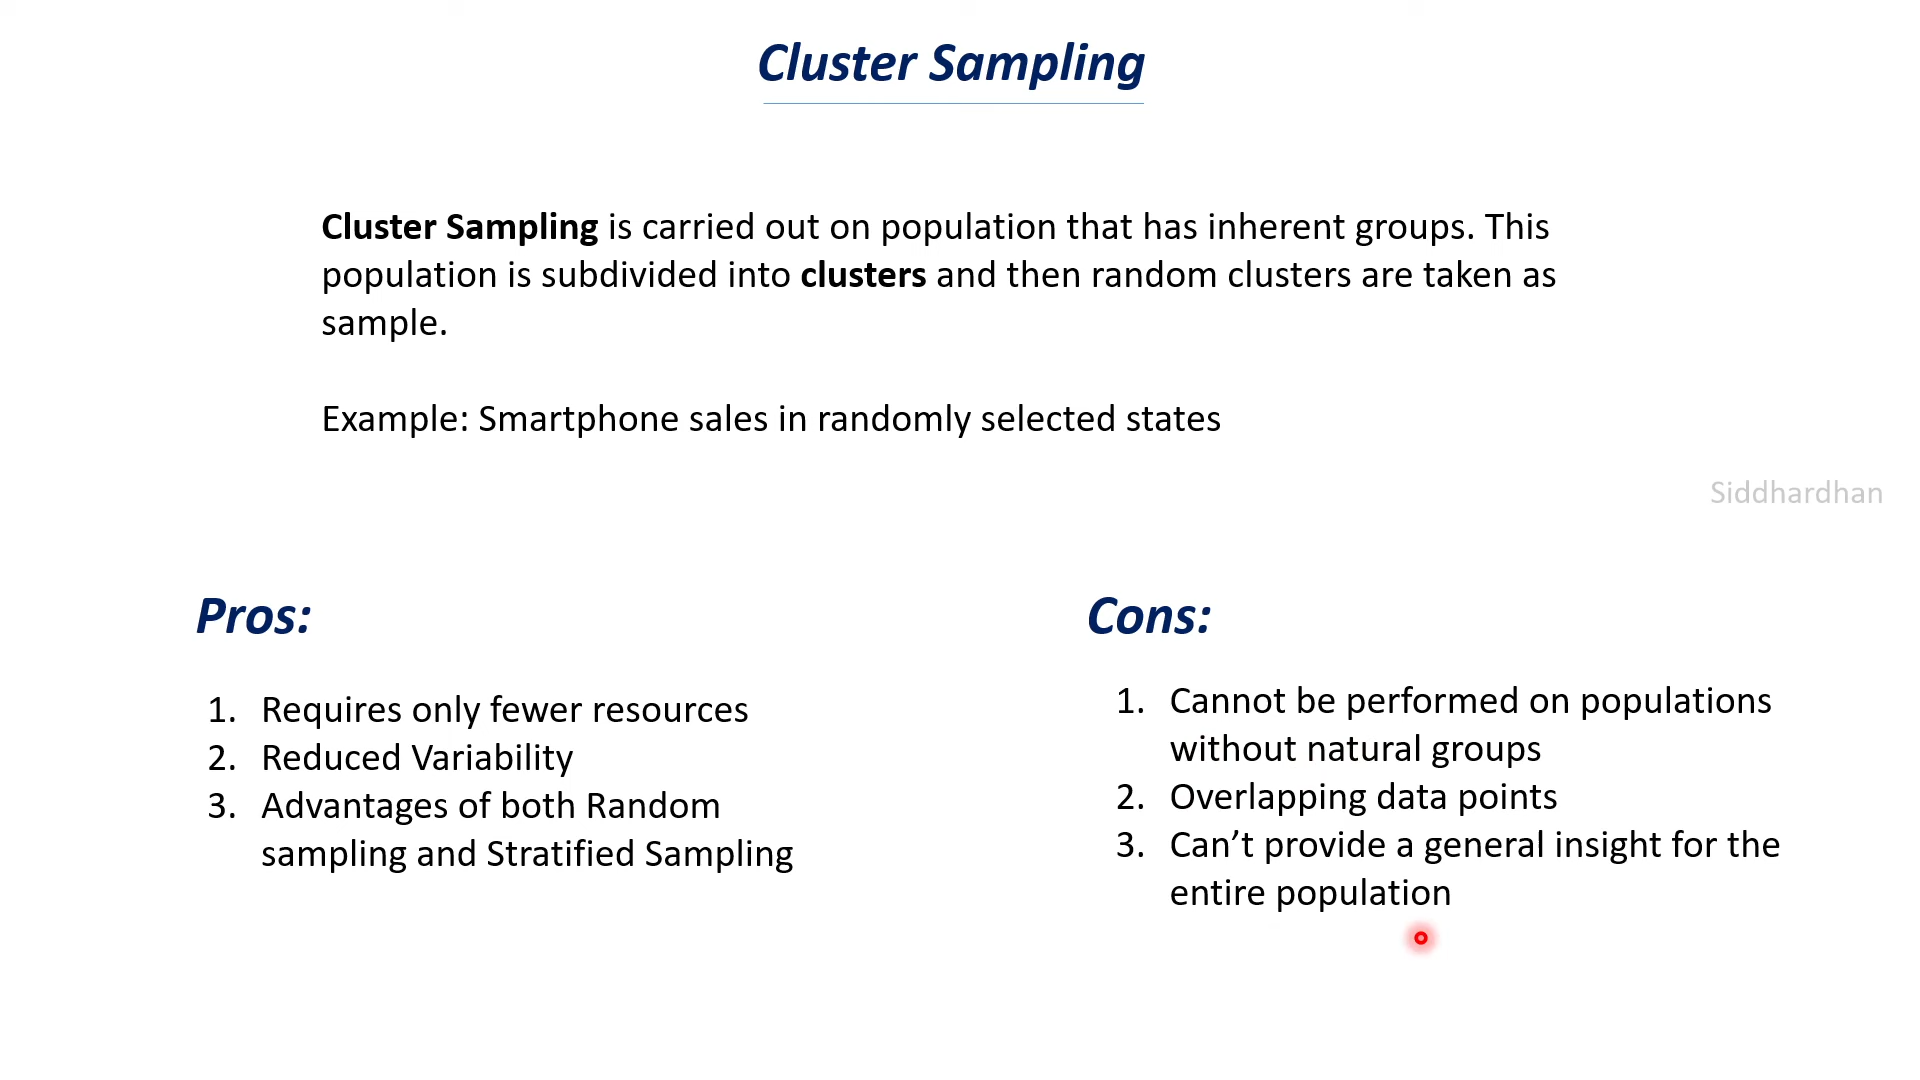 Cluster Sampling
Cluster Sampling is carried out on population that has inherent groups. This
population is subdivided into clusters and then random clusters are taken as
sample.
Example: Smartphone sales in randomly selected states
Siddhardhan
Pros:
1. Requires only fewer resources
2. Reduced Variability
3. Advantages of both Random
sampling and Stratified Sampling
Cons:
1. Cannot be performed on populations
without natural groups
2. Overlapping data points
3. Can’t provide a general insight for the
entire population